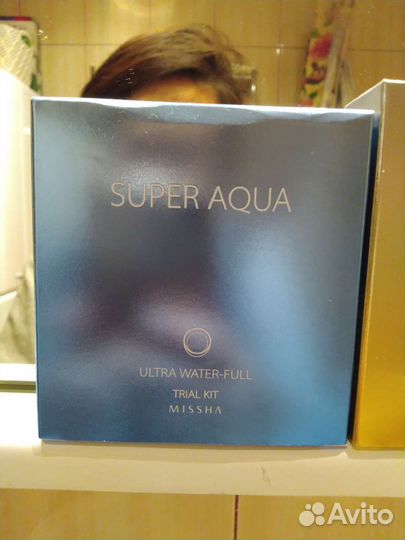 SUPER AQUA
ULTRA WATER-FULL
TRIAL KIT
MISSHA
Avito